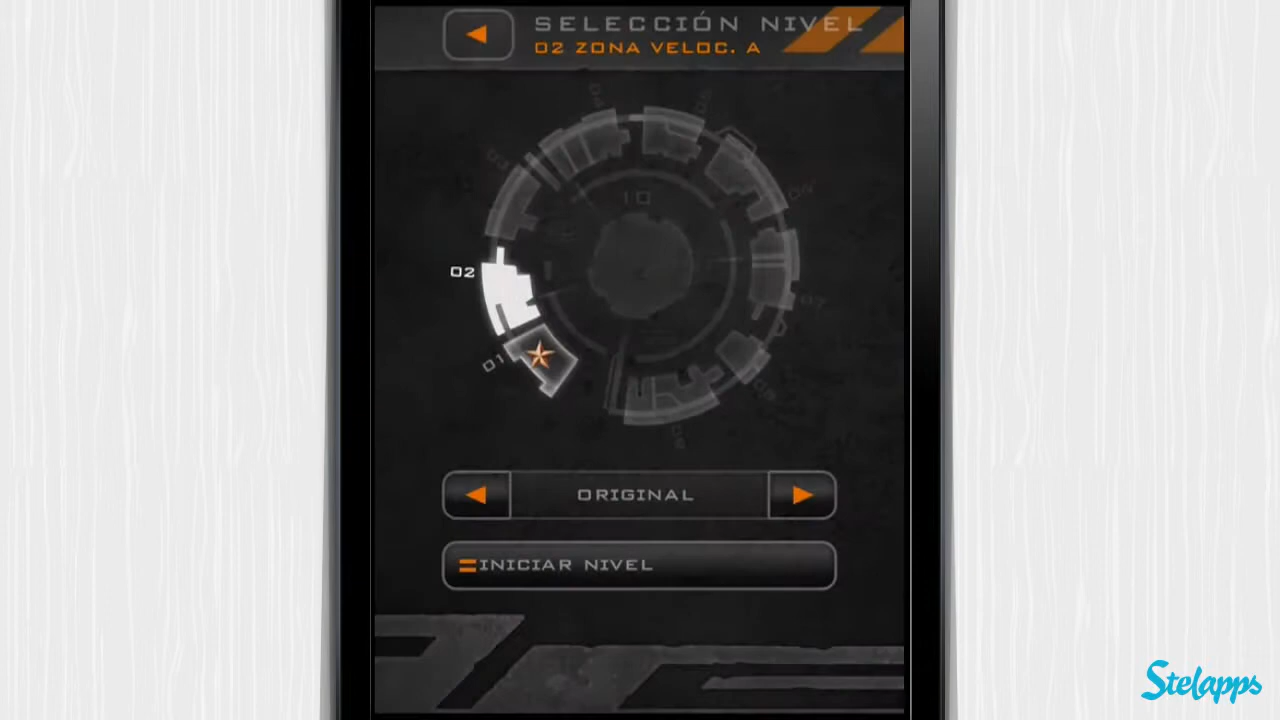 SELECCIÓN NIVEL
02 ZONA VELOC. A
10
02
01
ORIGINAL
INICIAR NIVEL
Stelapps